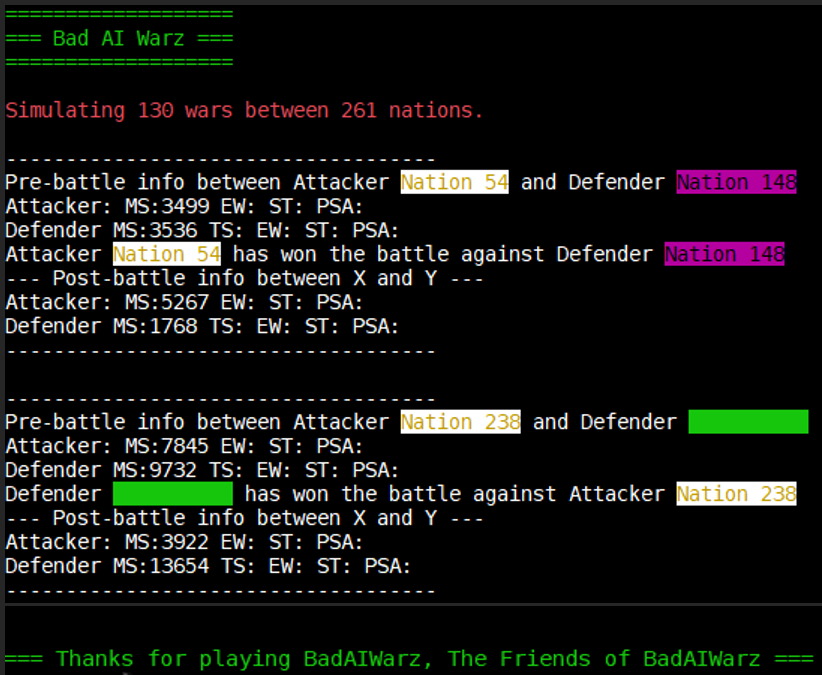 ===================
=== Bad AI Warz ===
===================
Simulating 130 wars between 261 nations.
------------------------------------
Pre-battle info between Attacker Nation 54 and Defender Nation 148
Attacker: MS:3499 EW: ST: PSA:
Defender MS:3536 TS: EW: ST: PSA:
Attacker Nation 54 has won the battle against Defender Nation 148
--- Post-battle info between X and Y ---
Attacker: MS:5267 EW: ST: PSA:
Defender MS:1768 TS: EW: ST: PSA:
------------------------------------
------------------------------------
Pre-battle info between Attacker Nation 238 and Defender
Attacker: MS:7845 EW: ST: PSA:
Defender MS:9732 TS: EW: ST: PSA:
Defender has won the battle against Attacker Nation 238
--- Post-battle info between X and Y ---
Attacker: MS:3922 EW: ST: PSA:
Defender MS:13654 TS: EW: ST: PSA:
------------------------------------
=== Thanks for playing BadAIWarz, The Friends of BadAIWarz ===